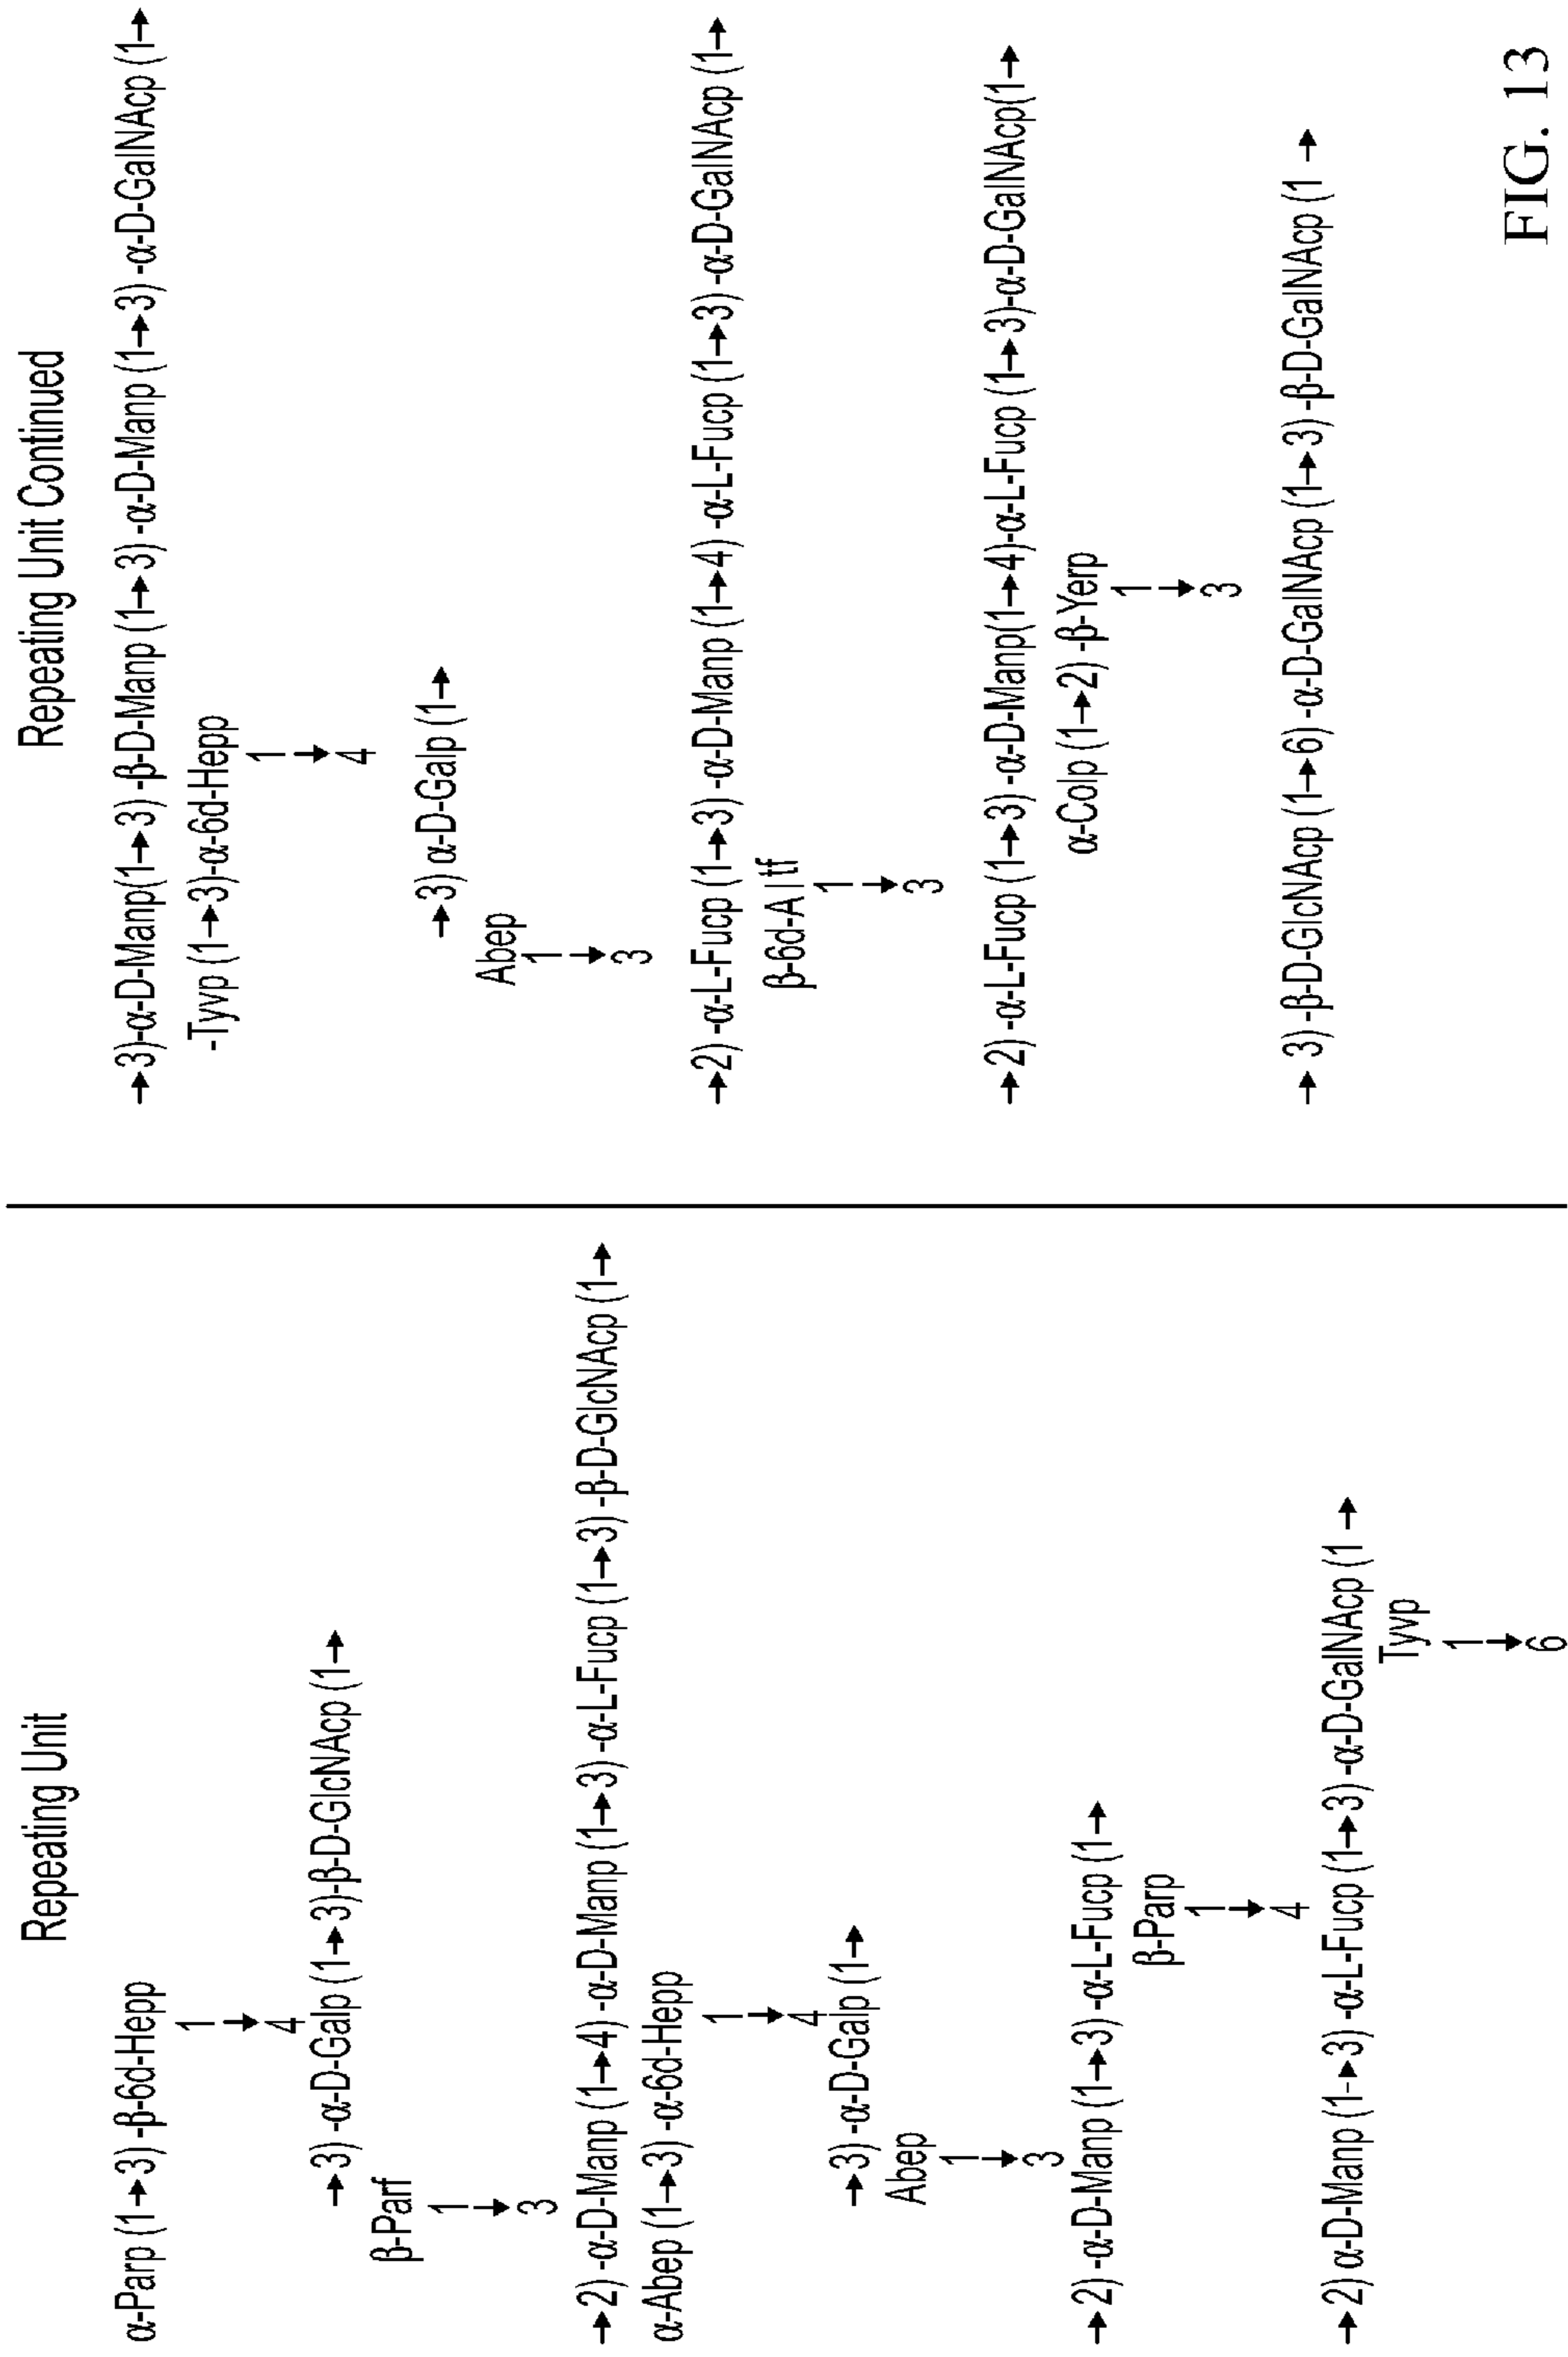 Repeating Unit
α-Parp (1→3) -β-6d-Hepp
1
↓
4
→3) -α-D-Galp (1→3)-β-D-GlcNAcp (1→
β-Parf
1
↓
3
→2) -α-D-Manp (1→4) -α-D-Manp (1→3) -α-L-Fucp (1→3) -β-D-GlcNAcp (1→
α-Abep (1→3) -α-6d-Hepp
1
↓
4
→3) -α-D-Galp (1→
Abep
1
↓
3
→2) -α-D-Manp (1→3) -α-L-Fucp (1→
β-Parp
1
↓
4
→2) α-D-Manp (1→3) -α-L-Fucp (1→3) -α-D-GalNAcp (1 →
Tyvp
1
↓
6
Repeating Unit Continued
→3)-α-D-Manp(1→3) -β-D-Manp (1→3) -α-D-Manp (1→3) -α-D-GalNAcp (1→
-Tyvp (1→3)-α-6d-Hepp
1
↓
4
→3) α-D-Galp (1→
Abep
1
↓
3
→2) -α-L-Fucp (1→3) -α-D-Manp (1→4) -α-L-Fucp (1→3) -α-D-GalNAcp (1→
β-6d-A l tf
1
↓
3
→2) -α-L-Fucp (1→3) -α-D-Manp(1→4)-α-L-Fucp (1→3)-α-D-GalNAcp(1→
α-Colp (1→2) -β-Yerp
1
↓
3
→ 3) -β-D-GlcNAcp (1→6) -α-D-GalNAcp (1→3) -β-D-GalNAcp (1 →
FIG. 13